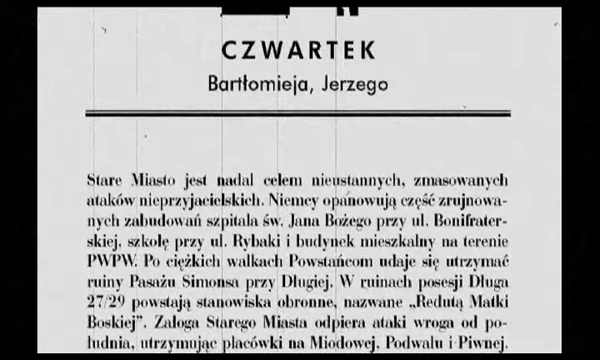 CZWARTEK
Bartłomieja, Jerzego
Stare Miasto jest nadal celem nieustannych, zmasowanych
ataków nieprzyjacielskich. Niemcy opanowują część zrujnowa-
nych zabudowań szpitala św. Jana Bożego przy ul. Bonifrater-
skiej, szkołę przy ul. Rybaki i budynek mieszkalny na terenie
PWPW. Po ciężkich walkach Powstańcom udaje się utrzymać
ruiny Pasażu Simonsa przy Długiej. W ruinach posesji Długa
27/29 powstają stanowiska obronne, nazwane „Redutą Matki
Boskiej”. Załoga Starego Miasta odpiera ataki wroga od po-
łudnia, utrzymując placówki na Miodowej, Podwalu i Piwnej.